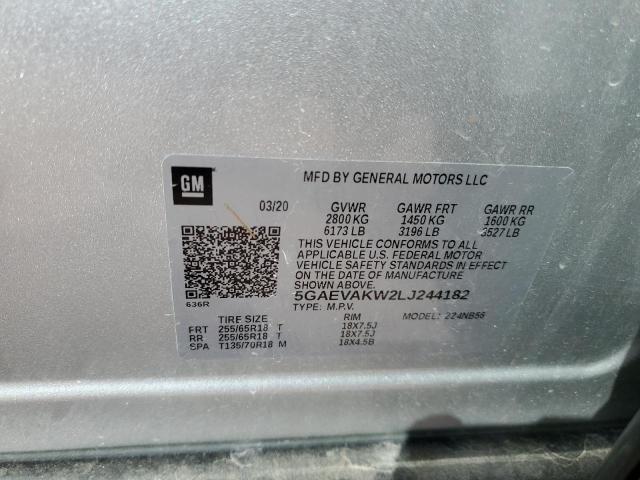 GM
MFD BY GENERAL MOTORS LLC
03/20 GVWR GAWR FRT GAWR RR
2800 KG 1450 KG 1600 KG
6173 LB 3196 LB 3527 LB
THIS VEHICLE CONFORMS TO ALL
APPLICABLE U.S. FEDERAL MOTOR
VEHICLE SAFETY STANDARDS IN EFFECT
ON THE DATE OF MANUFACTURE
SHOWN ABOVE.
636R
5GAEVAKW2LJ244182
TYPE: M.P.V. MODEL: 224NB56
TIRE SIZE RIM
FRT 255/65R18 T 18X7.5J
RR 255/65R18 T 18X7.5J
SPA T135/70R18 M 18X4.5B